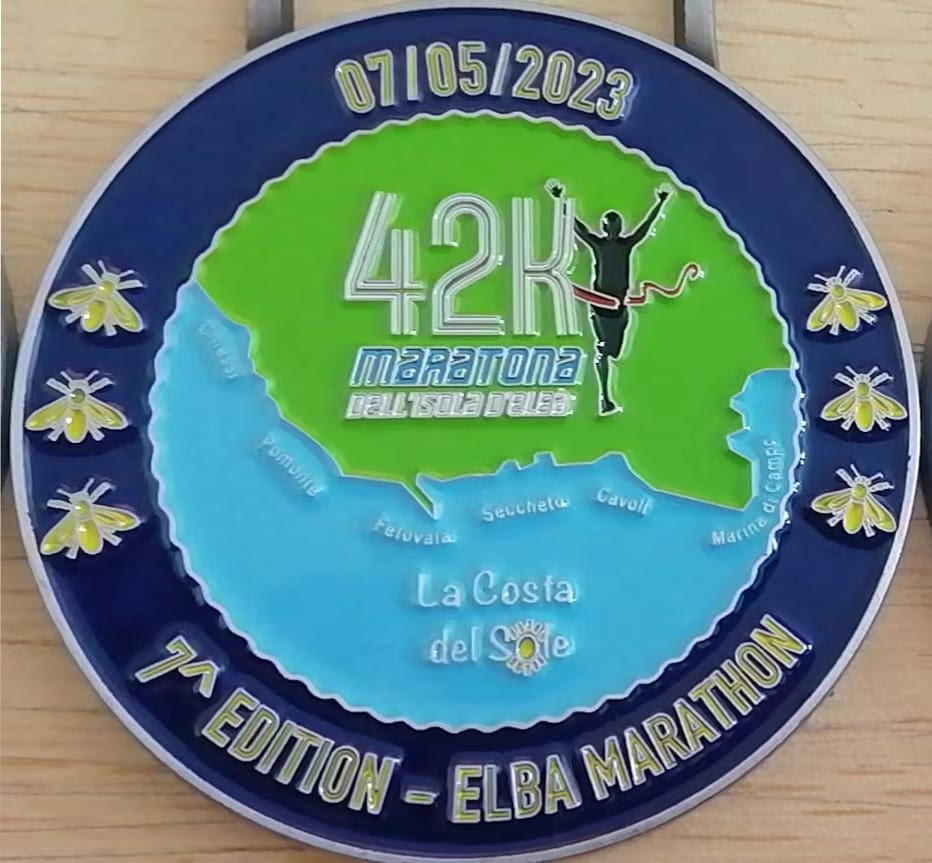 07/05/2023
42K
maratona
DALL'ISOLA D'ELBA
Chiessi
Pomonte
Fetovaia
Seccheto
Cavoli
Marina di Campo
La Costa
del Sole
7^ EDITION - ELBA MARATHON